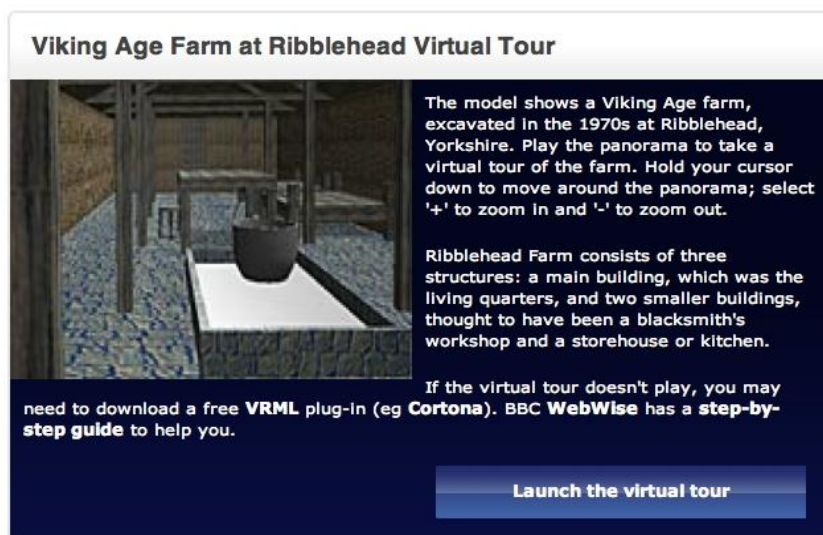 Viking Age Farm at Ribblehead Virtual Tour
The model shows a Viking Age farm,
excavated in the 1970s at Ribblehead,
Yorkshire. Play the panorama to take a
virtual tour of the farm. Hold your cursor
down to move around the panorama; select
'+' to zoom in and '-' to zoom out.
Ribblehead Farm consists of three
structures: a main building, which was the
living quarters, and two smaller buildings,
thought to have been a blacksmith's
workshop and a storehouse or kitchen.
If the virtual tour doesn't play, you may
need to download a free VRML plug-in (eg Cortona). BBC WebWise has a step-by-
step guide to help you.
Launch the virtual tour